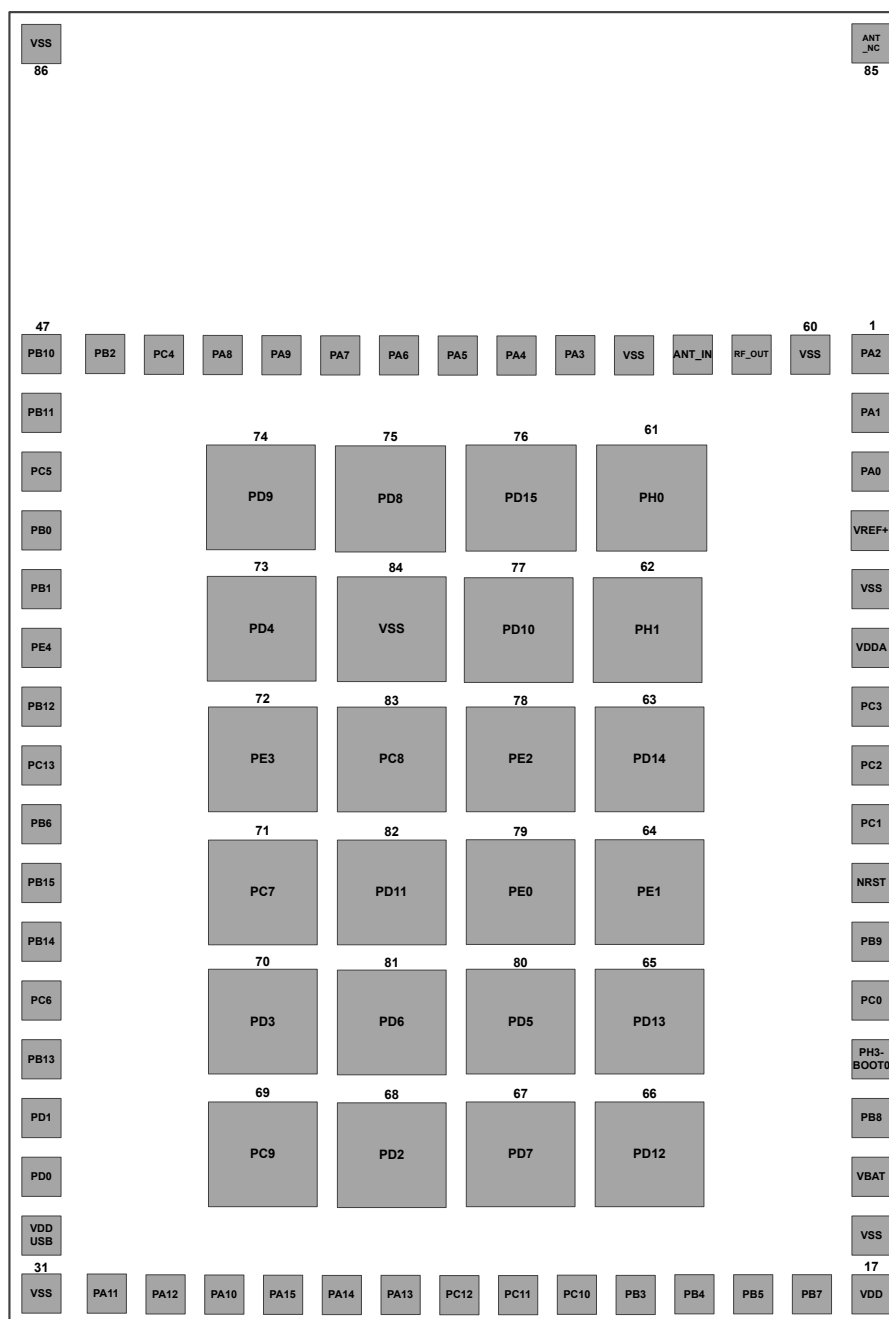 VSS
ANT
_NC
86
85
47
60
1
PB10
PB2
PC4
PA8
PA9
PA7
PA6
PA5
PA4
PA3
VSS
ANT_IN
RF_OUT
VSS
PA2
PB11
PA1
74
75
76
61
PC5
PD9
PD8
PD15
PH0
PA0
PB0
VREF+
73
84
77
62
PB1
VSS
PD4
VSS
PD10
PH1
PE4
VDDA
72
83
78
63
PB12
PC3
PE3
PC8
PE2
PD14
PC13
PC2
PB6
PC1
71
82
79
64
PB15
PC7
PD11
PE0
PE1
NRST
PB14
PB9
70
81
80
65
PC6
PC0
PD3
PD6
PD5
PD13
PB13
PH3-
BOOT0
69
68
67
66
PD1
PB8
PC9
PD2
PD7
PD12
PD0
VBAT
VDD
USB
VSS
31
17
VSS
PA11
PA12
PA10
PA15
PA14
PA13
PC12
PC11
PC10
PB3
PB4
PB5
PB7
VDD